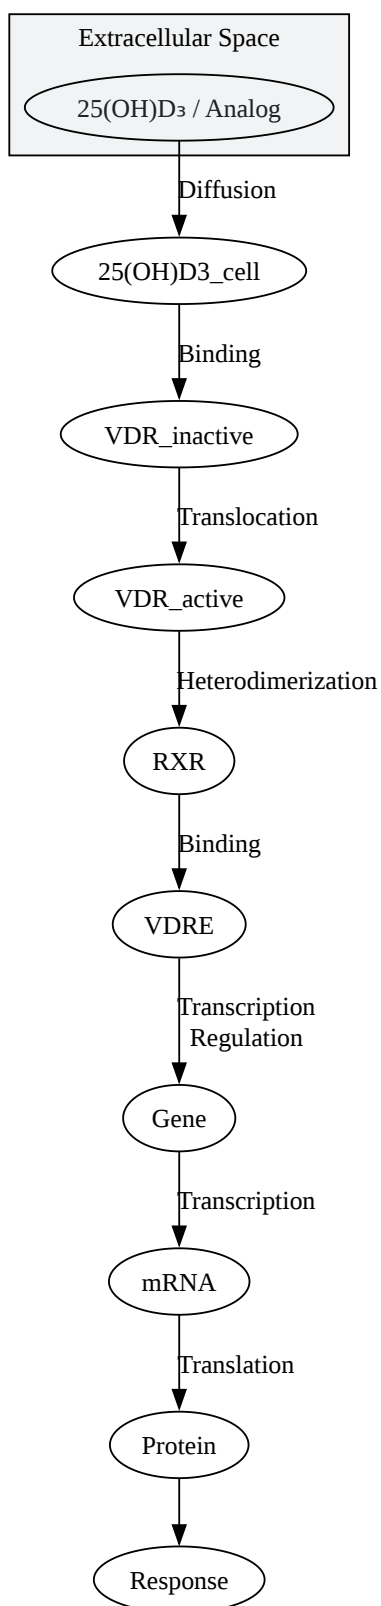 Extracellular Space
25(OH)D₃ / Analog
Diffusion
25(OH)D3_cell
Binding
VDR_inactive
Translocation
VDR_active
Heterodimerization
RXR
Binding
VDRE
Transcription
Regulation
Gene
Transcription
mRNA
Translation
Protein
Response